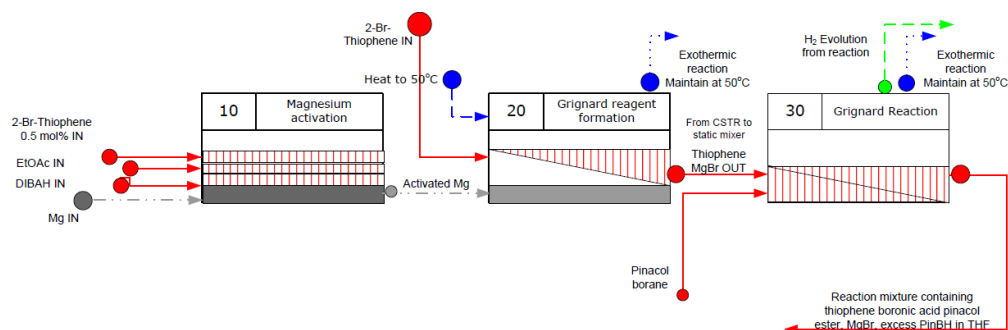 2-Br-
Thiophene IN
H2 Evolution
from reaction
Exothermic
reaction
Maintain at 50°C
Exothermic
reaction
Maintain at 50°C
Heat to 50°C
10
Magnesium
activation
20
Grignard reagent
formation
30
Grignard Reaction
2-Br-Thiophene
0.5 mol% IN
EtOAc IN
DIBAH IN
Mg IN
Activated Mg
From CSTR to
static mixer
Thiophene
MgBr OUT
Pinacol
borane
Reaction mixture containing
thiophene boronic acid pinacol
ester, MgBr, excess PinBH in THF